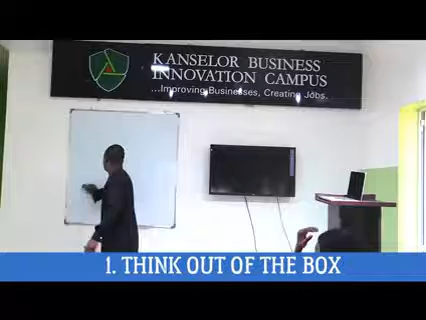 KANSELOR BUSINESS
INNOVATION CAMPUS
...Improving Businesses, Creating Jobs.
1. THINK OUT OF THE BOX